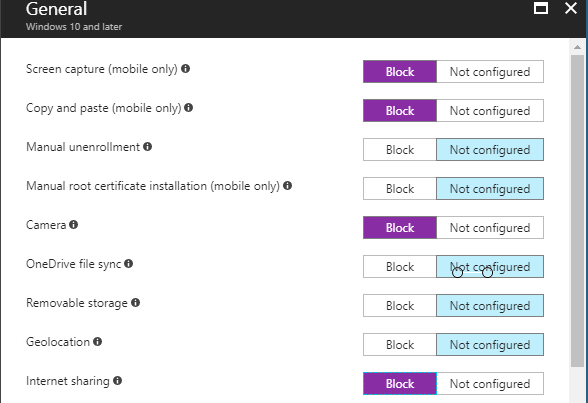 General
Windows 10 and later
Screen capture (mobile only) Block Not configured
Copy and paste (mobile only) Block Not configured
Manual unenrollment Block Not configured
Manual root certificate installation (mobile only) Block Not configured
Camera Block Not configured
OneDrive file sync Block Not configured
Removable storage Block Not configured
Geolocation Block Not configured
Internet sharing Block Not configured